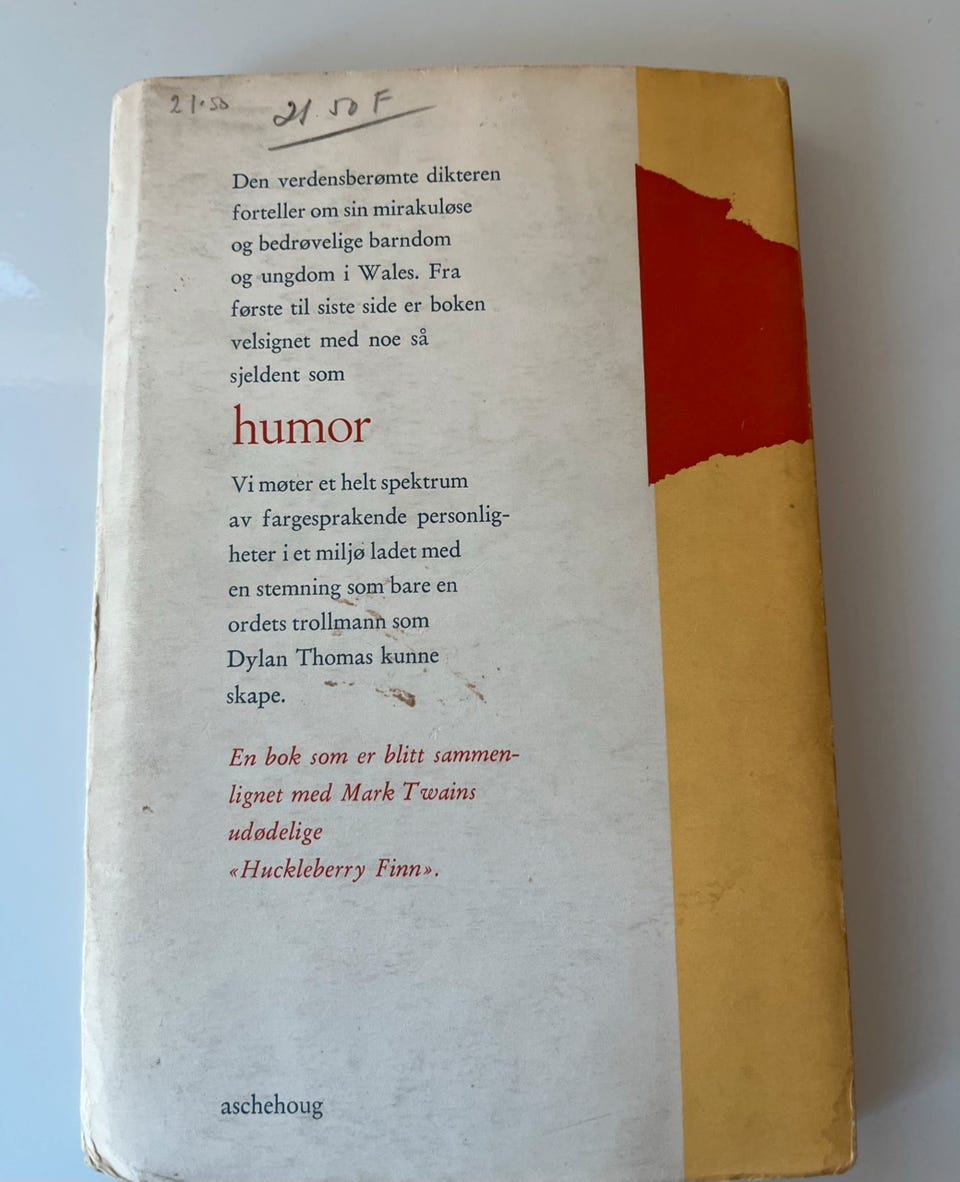 21.50
21.50 F
Den verdensberømte dikteren
forteller om sin mirakuløse
og bedrøvelige barndom
og ungdom i Wales. Fra
første til siste side er boken
velsignet med noe så
sjeldent som
humor
Vi møter et helt spektrum
av fargesprakende personlig-
heter i et miljø ladet med
en stemning som bare en
ordets trollmann som
Dylan Thomas kunne
skape.
En bok som er blitt sammen-
lignet med Mark Twains
udødelige
«Huckleberry Finn».
aschehoug